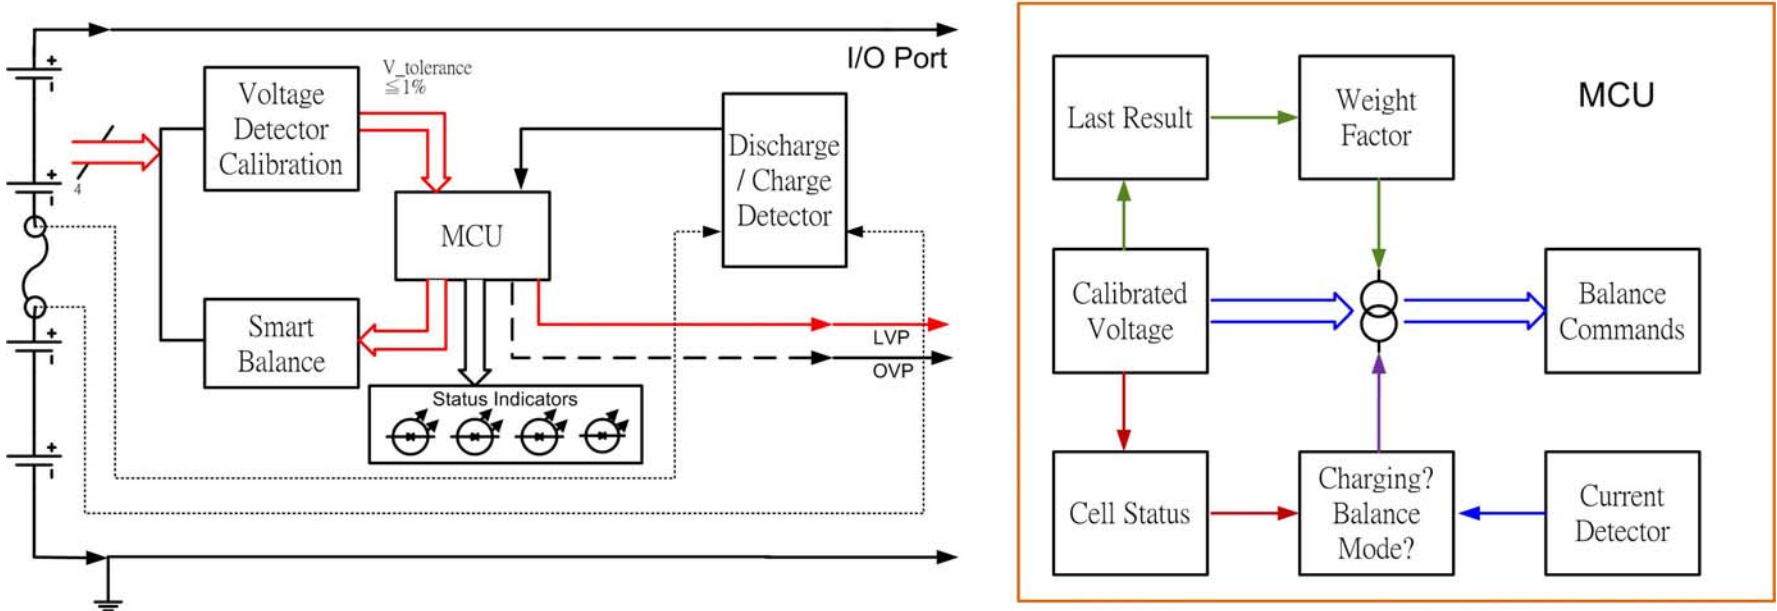 I/O Port
V_tolerance
≦1%
Voltage
Detector
Calibration
4
Discharge
/ Charge
Detector
MCU
Smart
Balance
LVP
OVP
Status Indicators
MCU
Last Result
Weight
Factor
Calibrated
Voltage
Balance
Commands
Cell Status
Charging?
Balance
Mode?
Current
Detector